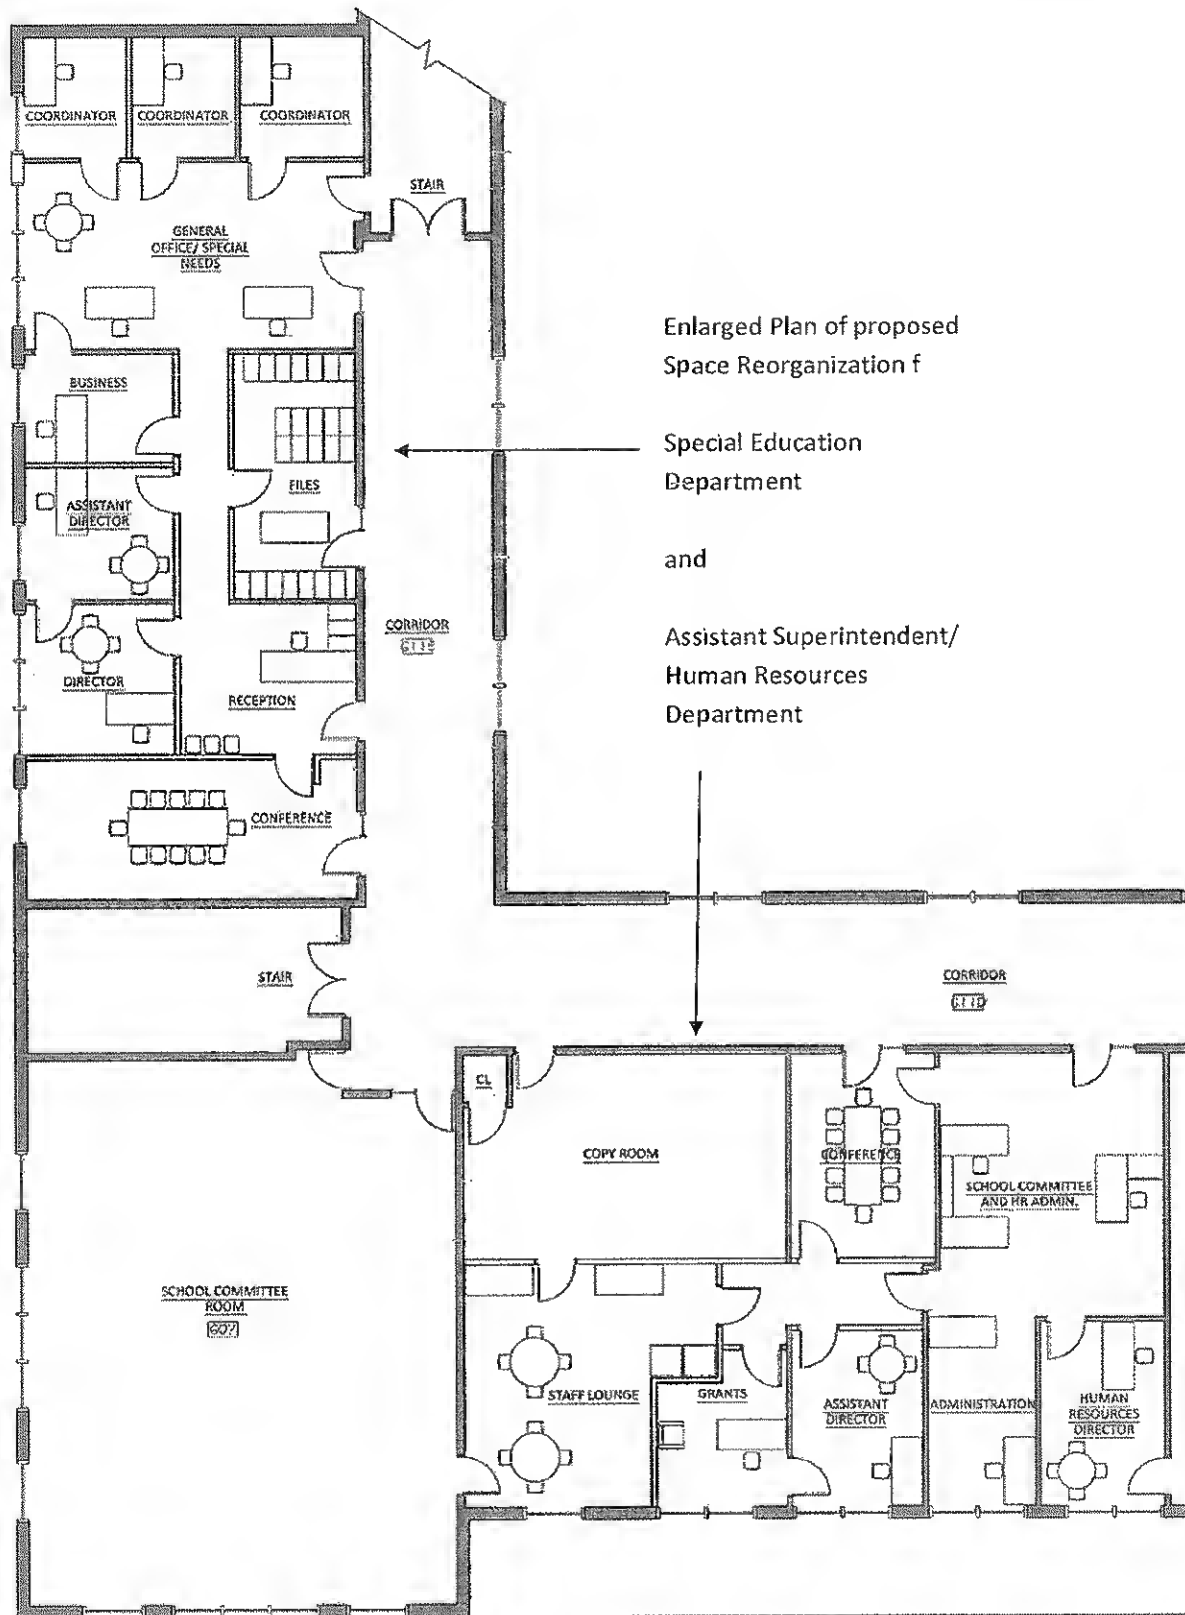 COORDINATOR
COORDINATOR
COORDINATOR
STAIR
GENERAL
OFFICE/ SPECIAL
NEEDS
Enlarged Plan of proposed
Space Reorganization f
Special Education
Department
and
Assistant Superintendent/
Human Resources
Department
BUSINESS
FILES
ASSISTANT
DIRECTOR
CORRIDOR
DIRECTOR
RECEPTION
CONFERENCE
STAIR
CORRIDOR
CL
COPY ROOM
CONFERENCE
SCHOOL COMMITTEE
AND HR ADMIN.
SCHOOL COMMITTEE
ROOM
STAFF LOUNGE
GRANTS
ASSISTANT
DIRECTOR
ADMINISTRATION
HUMAN
RESOURCES
DIRECTOR